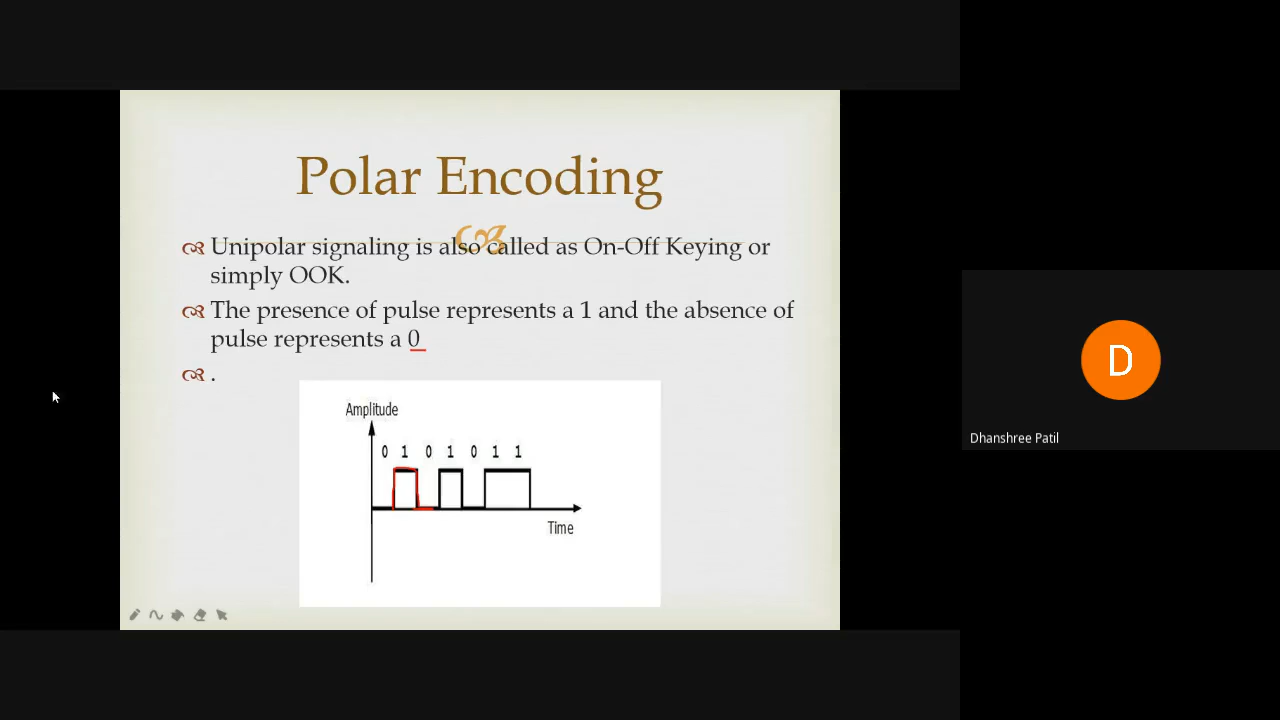 Polar Encoding
Unipolar signaling is also called as On-Off Keying or
simply OOK.
The presence of pulse represents a 1 and the absence of
pulse represents a 0
.
Amplitude
0 1 0 1 0 1 1
Time
D
Dhanshree Patil